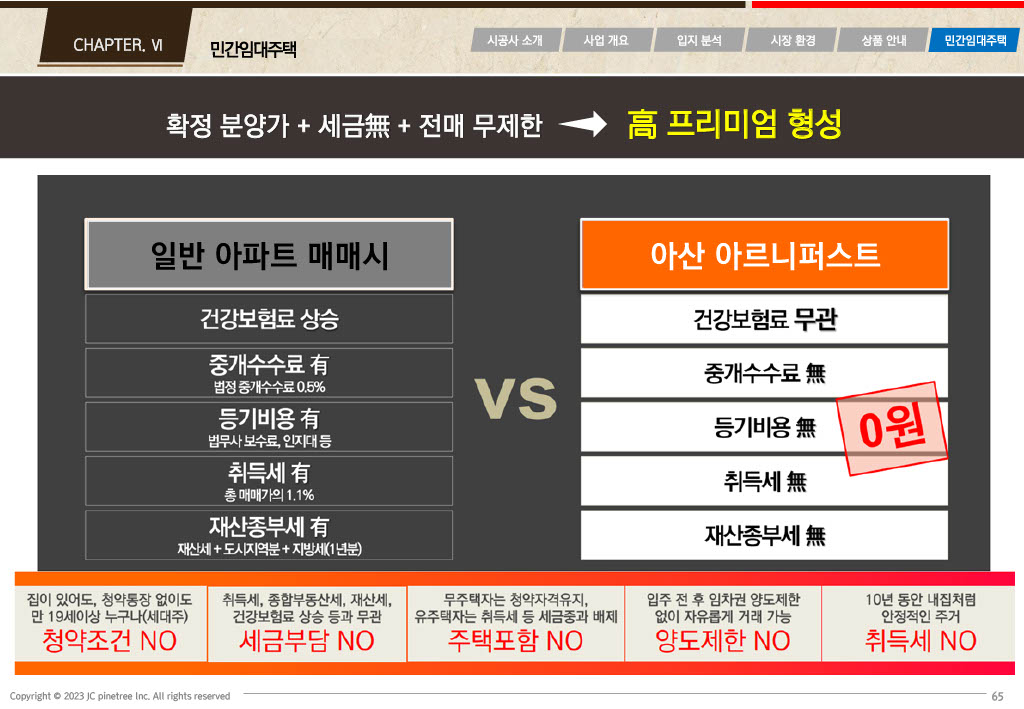 CHAPTER. Ⅵ
민간임대주택
시공사 소개
사업 개요
입지 분석
시장 환경
상품 안내
민간임대주택
확정 분양가 + 세금無 + 전매 무제한
高 프리미엄 형성
일반 아파트 매매시
건강보험료 상승
중개수수료 有
법정 중개수수료 0.5%
등기비용 有
법무사 보수료, 인지대 등
취득세 有
총 매매가의 1.1%
재산종부세 有
재산세 + 도시지역분 + 지방세(1년분)
VS
아산 아르니퍼스트
건강보험료 무관
중개수수료 無
등기비용 無
0원
취득세 無
재산종부세 無
집이 있어도, 청약통장 없이도
만 19세이상 누구나(세대주)
청약조건 NO
취득세, 종합부동산세, 재산세,
건강보험료 상승 등과 무관
세금부담 NO
무주택자는 청약자격유지,
유주택자는 취득세 등 세금중과 배제
주택포함 NO
입주 전 후 임차권 양도제한
없이 자유롭게 거래 가능
양도제한 NO
10년 동안 내집처럼
안정적인 주거
취득세 NO
Copyright © 2023 JC pinetree Inc. All rights reserved
65